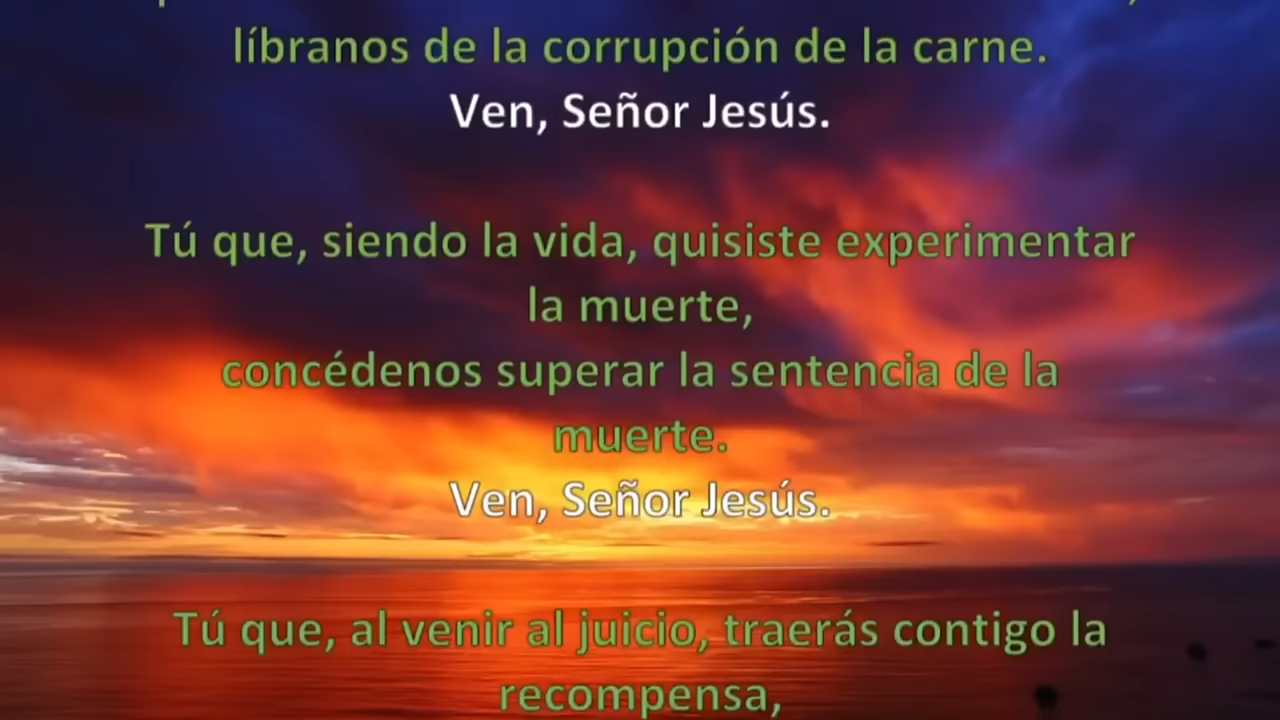 líbranos de la corrupción de la carne.
Ven, Señor Jesús.
Tú que, siendo la vida, quisiste experimentar
la muerte,
concédenos superar la sentencia de la
muerte.
Ven, Señor Jesús.
Tú que, al venir al juicio, traerás contigo la
recompensa,